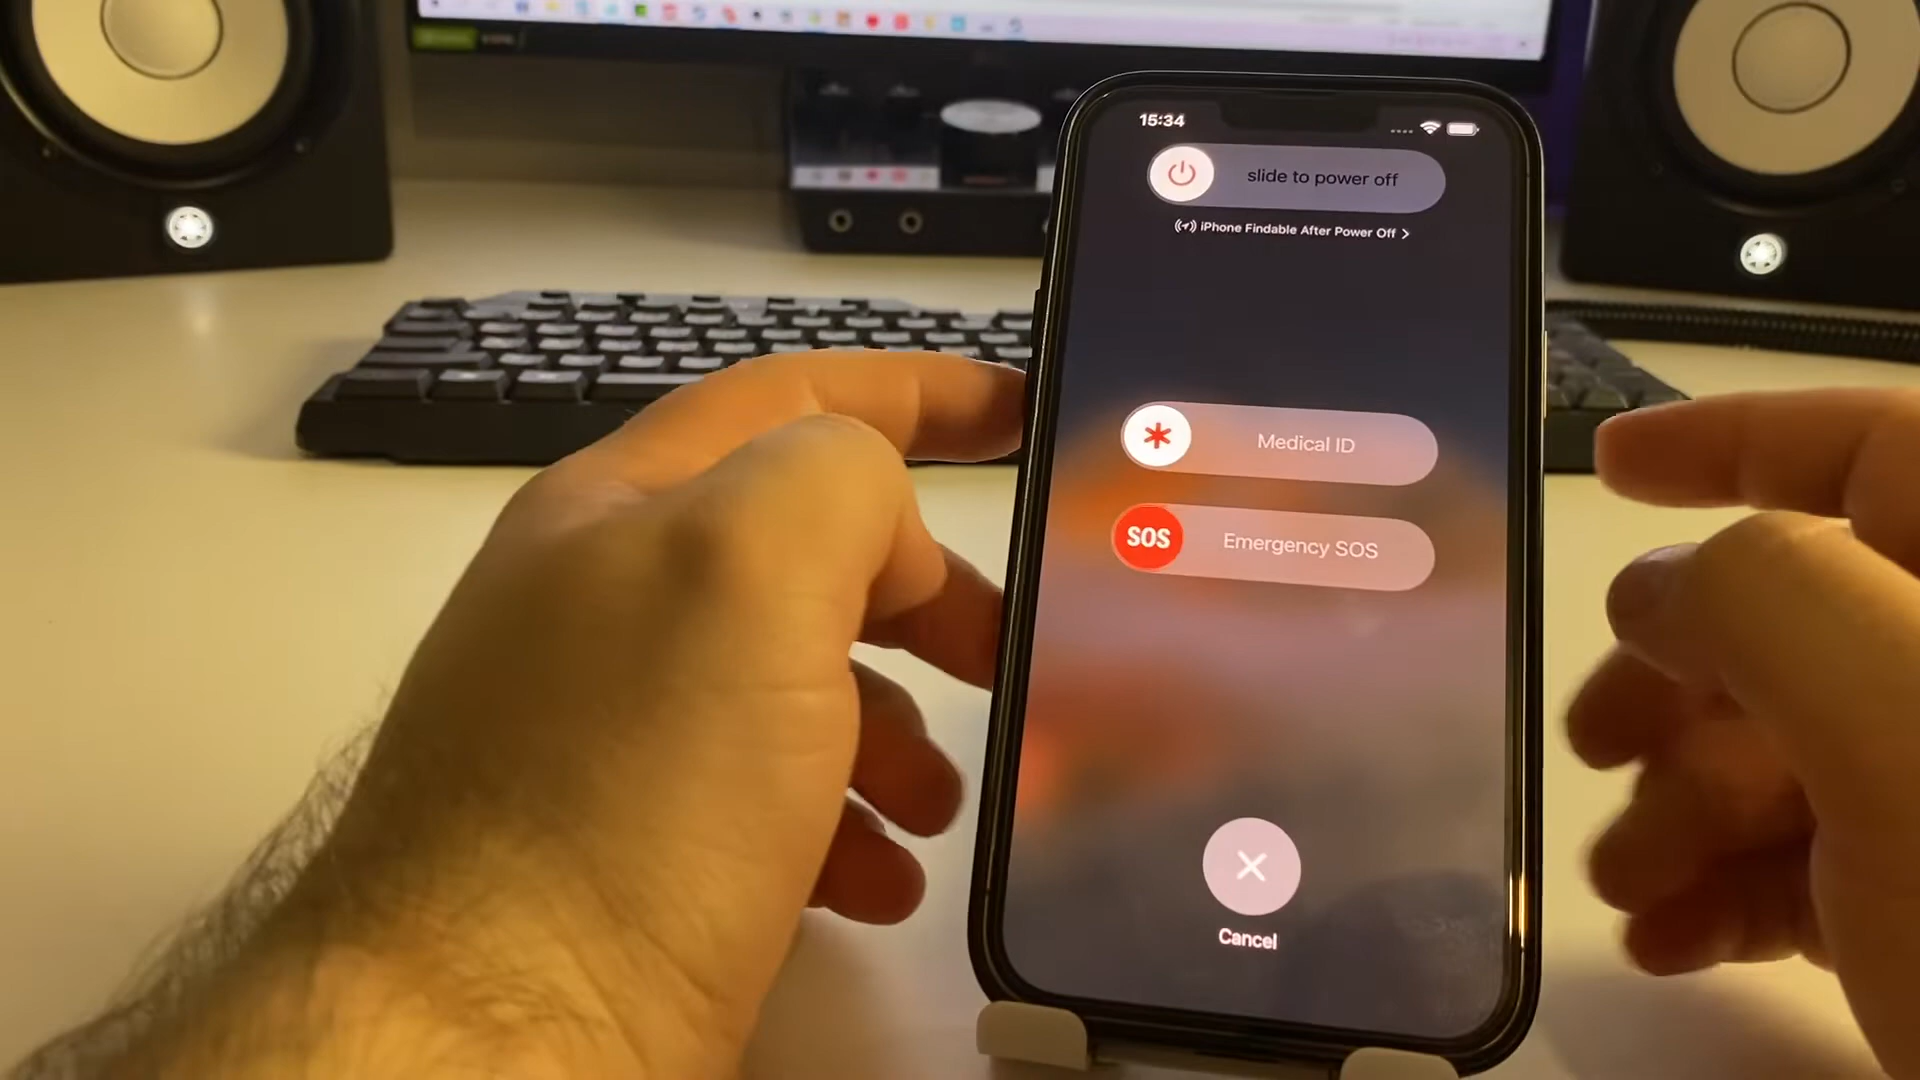 15:34
slide to power off
iPhone Findable After Power Off
Medical ID
SOS
Emergency SOS
Cancel